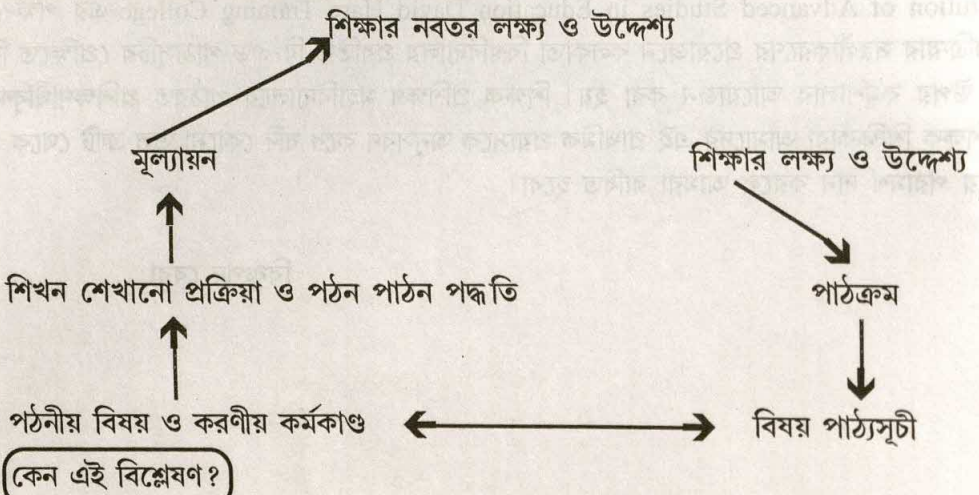 শিক্ষার নবতর লক্ষ্য ও উদ্দেশ্য
মূল্যায়ন
শিক্ষার লক্ষ্য ও উদ্দেশ্য
শিখন শেখানো প্রক্রিয়া ও পঠন পাঠন পদ্ধতি
পাঠক্রম
পঠনীয় বিষয় ও করণীয় কর্মকাণ্ড
বিষয় পাঠ্যসূচী
কেন এই বিশ্লেষণ?